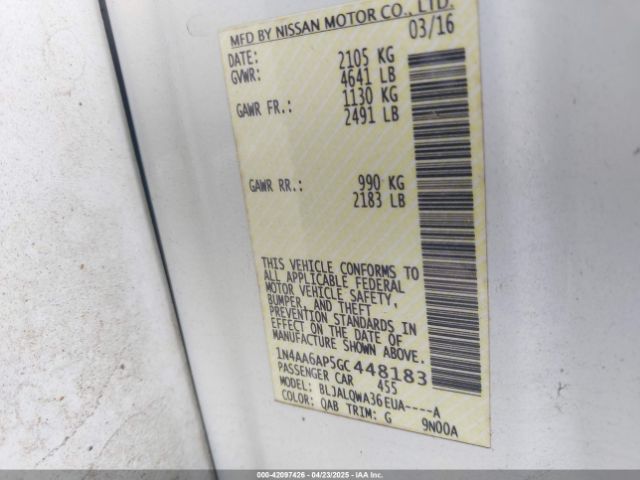 MFD BY NISSAN MOTOR CO., LTD.
DATE: 03/16
GVWR: 2105 KG
4641 LB
GAWR FR.: 1130 KG
2491 LB
GAWR RR.: 990 KG
2183 LB
THIS VEHICLE CONFORMS TO
ALL APPLICABLE FEDERAL
MOTOR VEHICLE SAFETY,
BUMPER, AND THEFT
PREVENTION STANDARDS IN
EFFECT ON THE DATE OF
MANUFACTURE SHOWN ABOVE.
1N4AA6AP5GC448183
PASSENGER CAR 455
MODEL: BLJALQWA36EUA----A
COLOR: QAB TRIM: G 9N00A
000-42097426 - 04/23/2025 - IAAHQCORPORATE